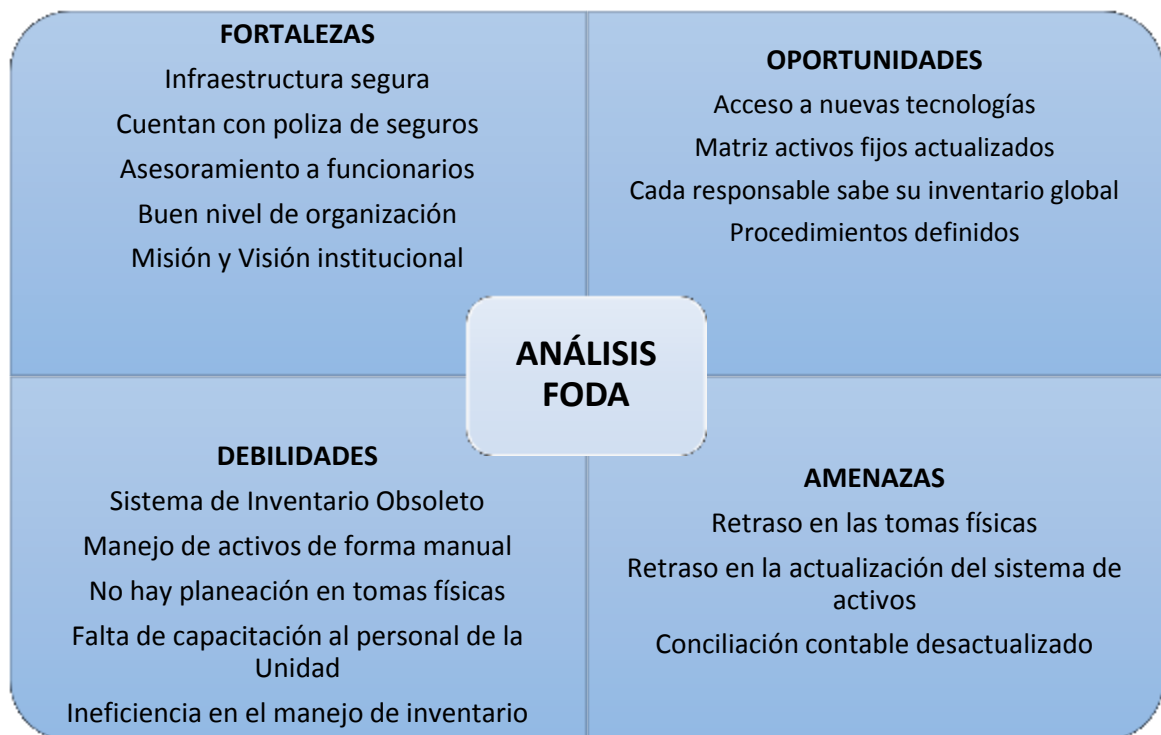 FORTALEZAS
Infraestructura segura
Cuentan con poliza de seguros
Asesoramiento a funcionarios
Buen nivel de organización
Misión y Visión institucional
OPORTUNIDADES
Acceso a nuevas tecnologías
Matriz activos fijos actualizados
Cada responsable sabe su inventario global
Procedimientos definidos
ANÁLISIS
FODA
DEBILIDADES
Sistema de Inventario Obsoleto
Manejo de activos de forma manual
No hay planeación en tomas físicas
Falta de capacitación al personal de la
Unidad
Ineficiencia en el manejo de inventario
AMENAZAS
Retraso en las tomas físicas
Retraso en la actualización del sistema de
activos
Conciliación contable desactualizado